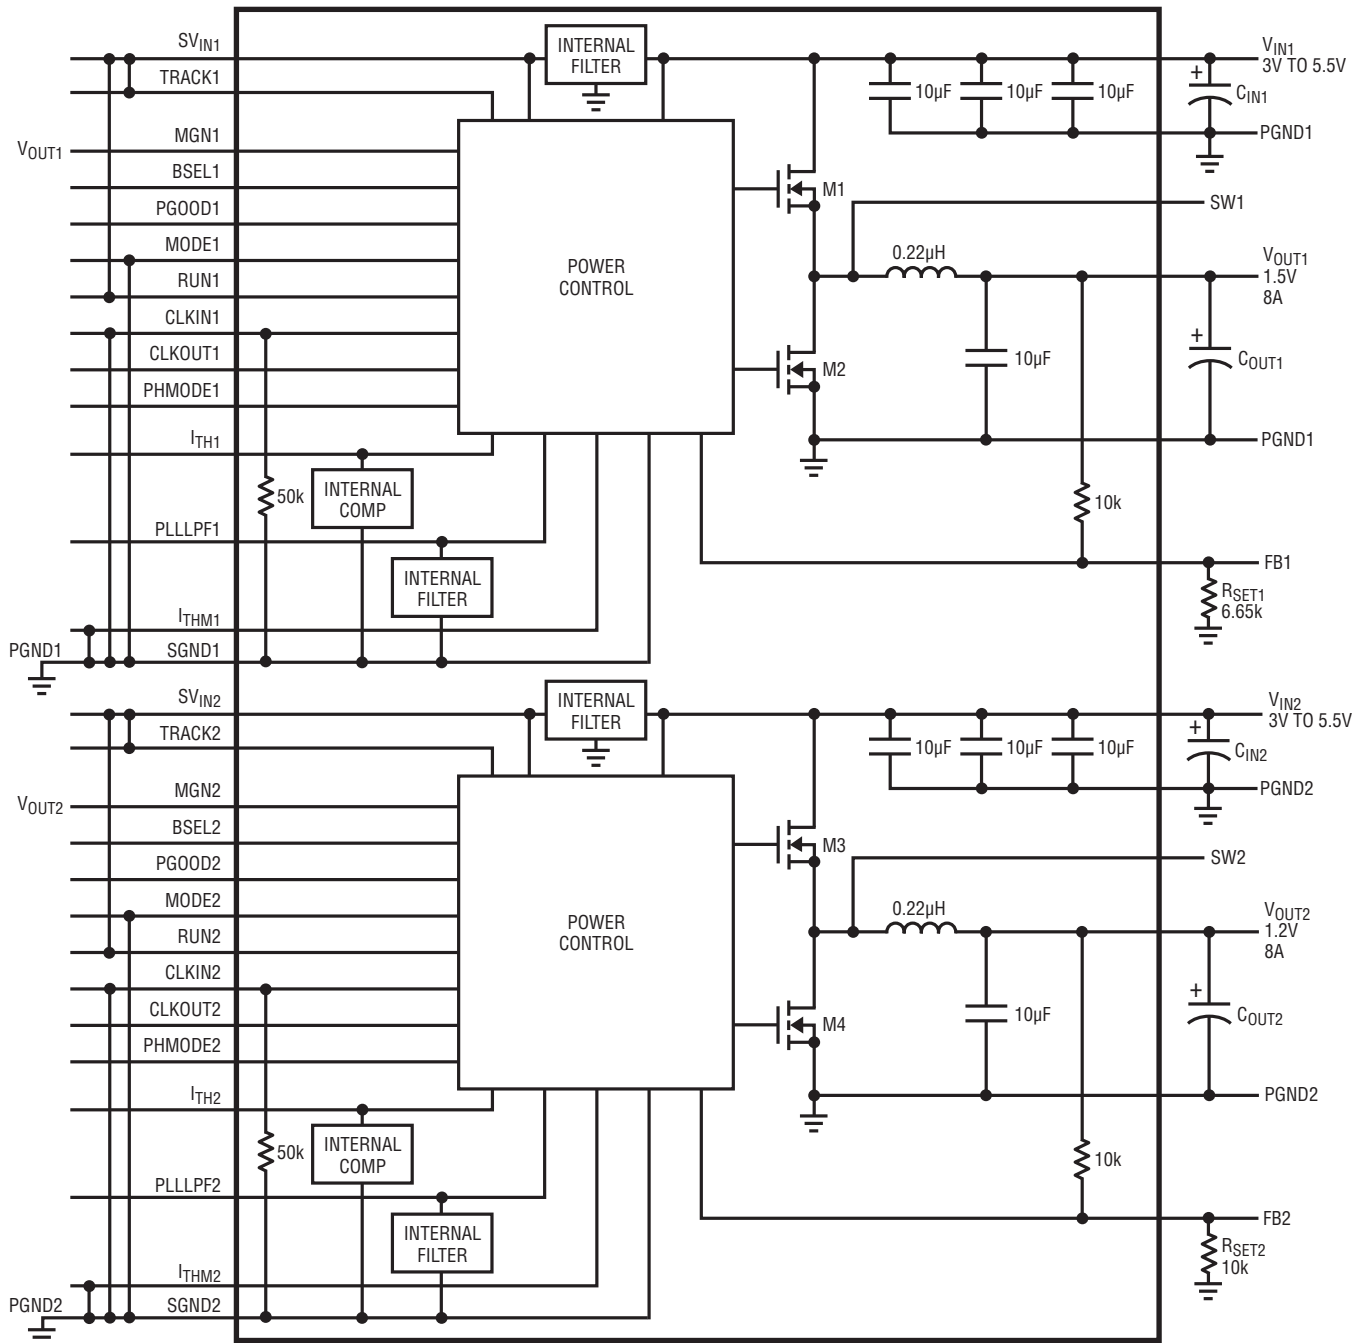 SVIN1
TRACK1
VOUT1
MGN1
BSEL1
PGOOD1
MODE1
RUN1
CLKIN1
CLKOUT1
PHMODE1
ITH1
50k
INTERNAL
COMP
PLLLPF1
INTERNAL
FILTER
ITHM1
PGND1
SGND1
INTERNAL
FILTER
POWER
CONTROL
10µF
10µF
10µF
CIN1
VIN1
3V TO 5.5V
PGND1
M1
SW1
0.22µH
VOUT1
1.5V
8A
M2
10µF
COUT1
PGND1
10k
FB1
RSET1
6.65k
SVIN2
TRACK2
VOUT2
MGN2
BSEL2
PGOOD2
MODE2
RUN2
CLKIN2
CLKOUT2
PHMODE2
ITH2
50k
INTERNAL
COMP
PLLLPF2
INTERNAL
FILTER
ITHM2
PGND2
SGND2
INTERNAL
FILTER
POWER
CONTROL
10µF
10µF
10µF
CIN2
VIN2
3V TO 5.5V
PGND2
M3
SW2
0.22µH
VOUT2
1.2V
8A
M4
10µF
COUT2
PGND2
10k
FB2
RSET2
10k